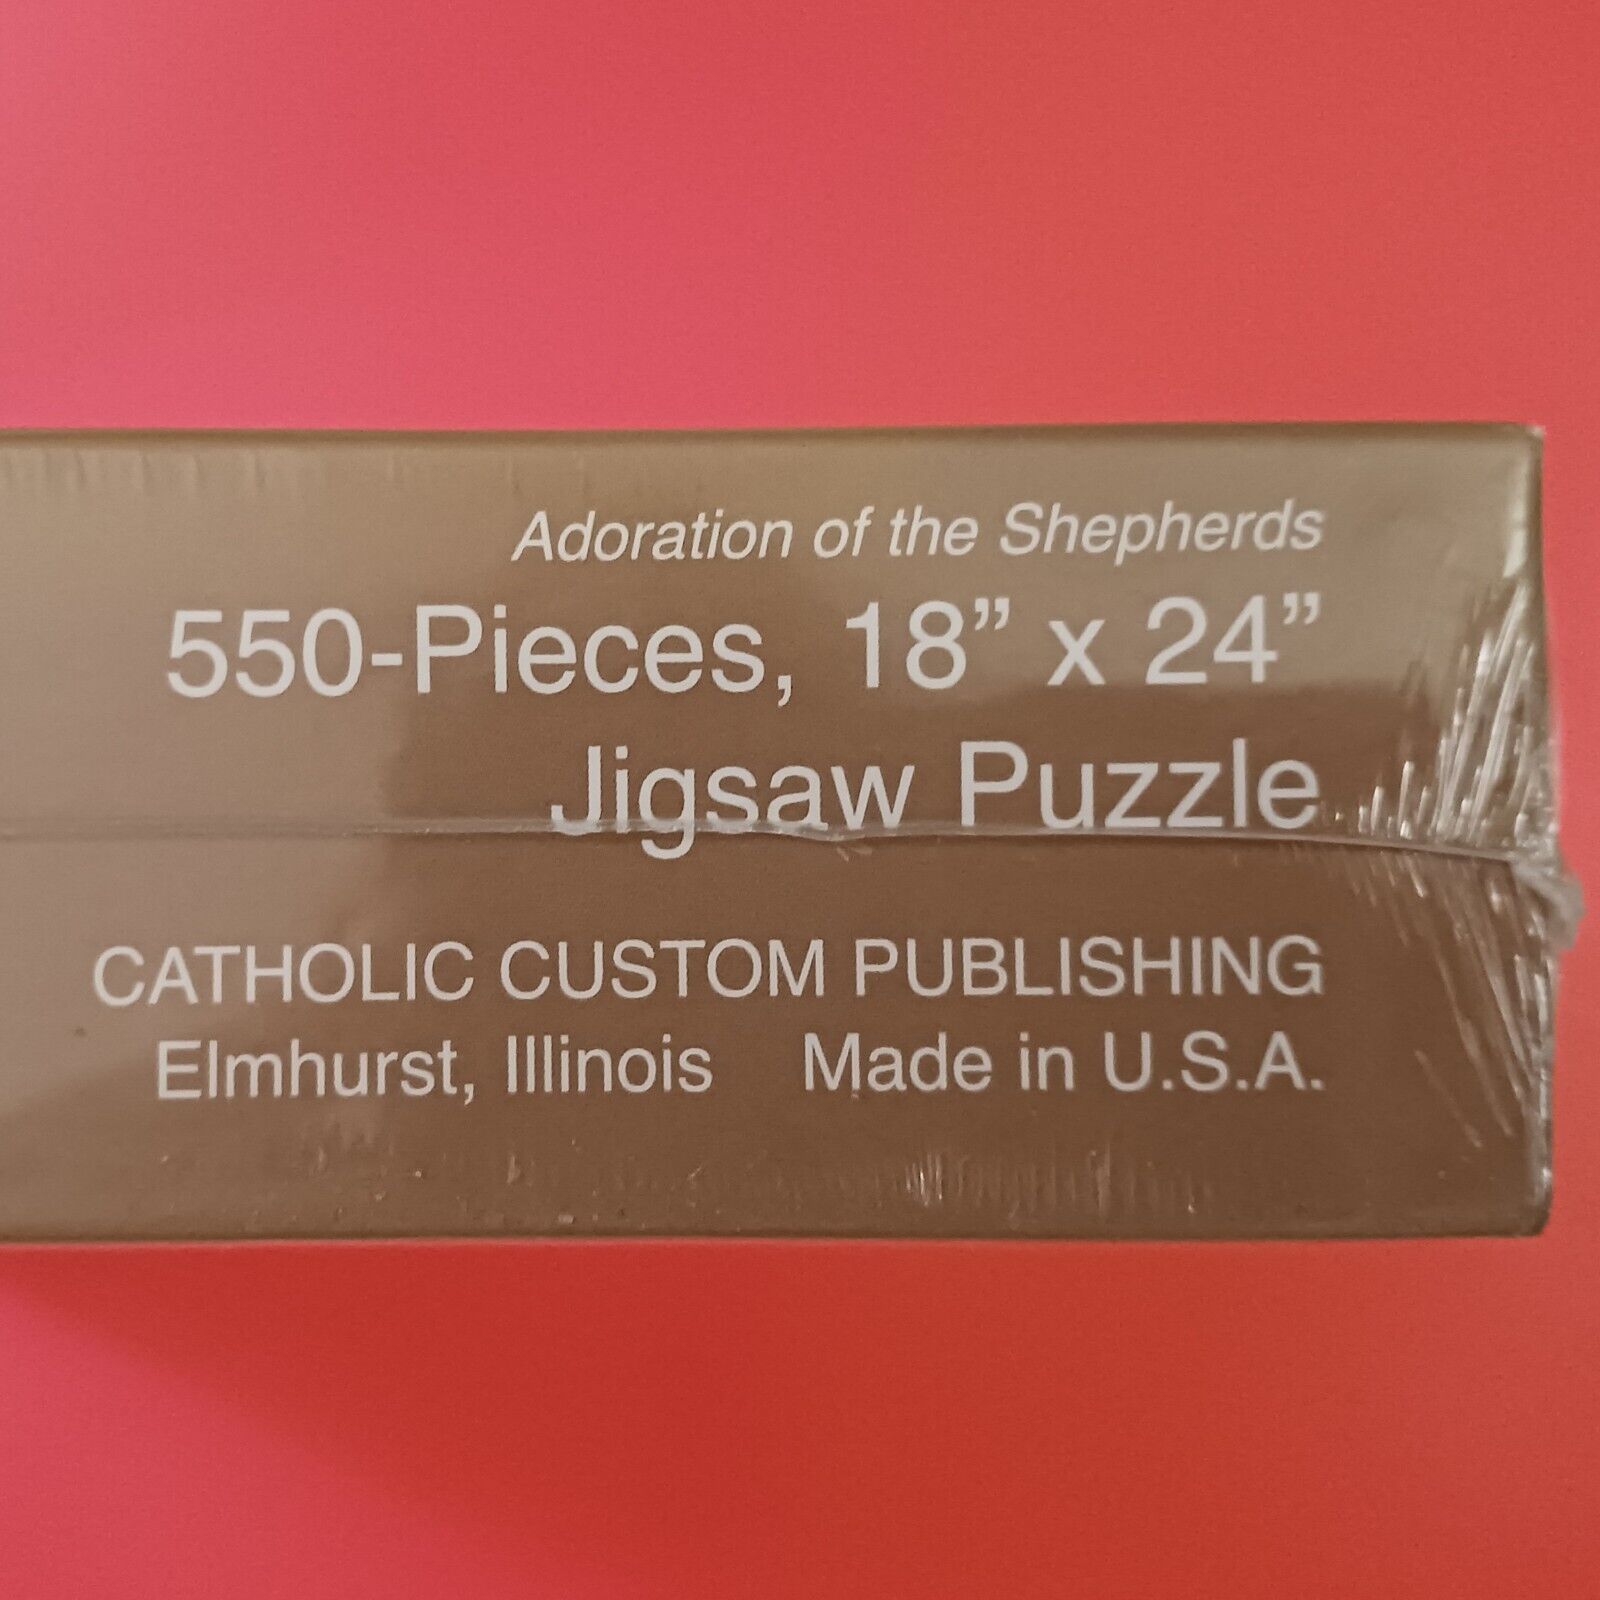 Adoration of the Shepherds
550-Pieces, 18” x 24”
Jigsaw Puzzle
CATHOLIC CUSTOM PUBLISHING
Elmhurst, Illinois Made in U.S.A.